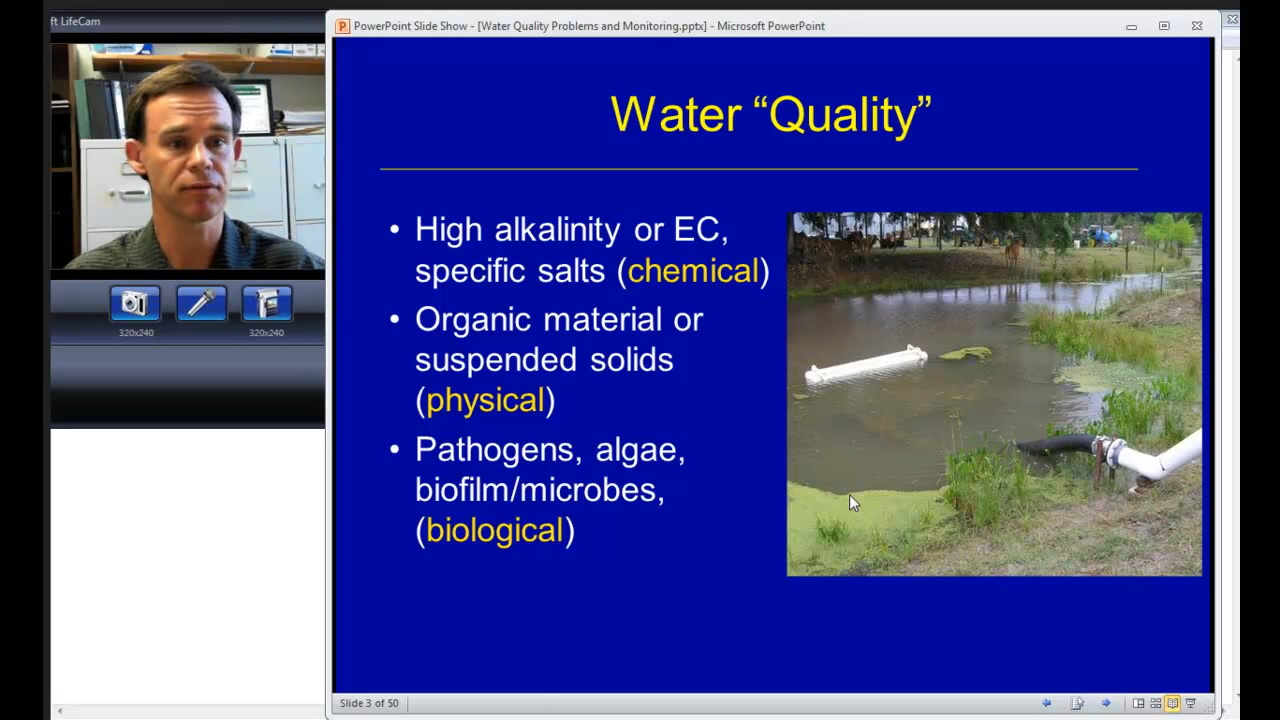 ft LifeCam
PowerPoint Slide Show - [Water Quality Problems and Monitoring.pptx] - Microsoft PowerPoint
Water “Quality”
• High alkalinity or EC,
specific salts (chemical)
• Organic material or
suspended solids
(physical)
• Pathogens, algae,
biofilm/microbes,
(biological)
320x240
320x240
Slide 3 of 50